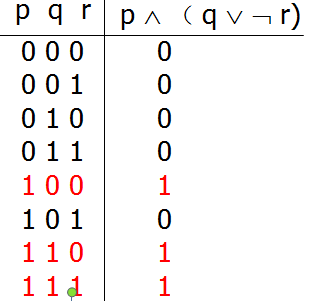 p q r p ∧ （q ∨ ¬ r)
0 0 0 0
0 0 1 0
0 1 0 0
0 1 1 0
1 0 0 1
1 0 1 0
1 1 0 1
1 1 1 1